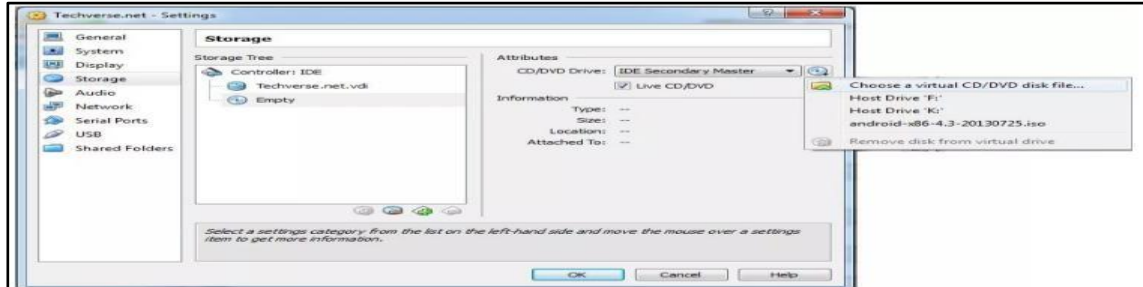 Techverse.net - Settings
General
System
Display
Storage
Audio
Network
Serial Ports
USB
Shared Folders
Storage
Storage Tree
Controller: IDE
Techverse.net.vdi
Empty
Attributes
CD/DVD Drive: IDE Secondary Master
Live CD/DVD
Information
Type: --
Size: --
Location: --
Attached To: --
Choose a virtual CD/DVD disk file...
Host Drive 'F:'
Host Drive 'K:'
android-x86-4.3-20130725.iso
Remove disk from virtual drive
Select a settings category from the list on the left-hand side and move the mouse over a settings
item to get more information.
OK Cancel Help